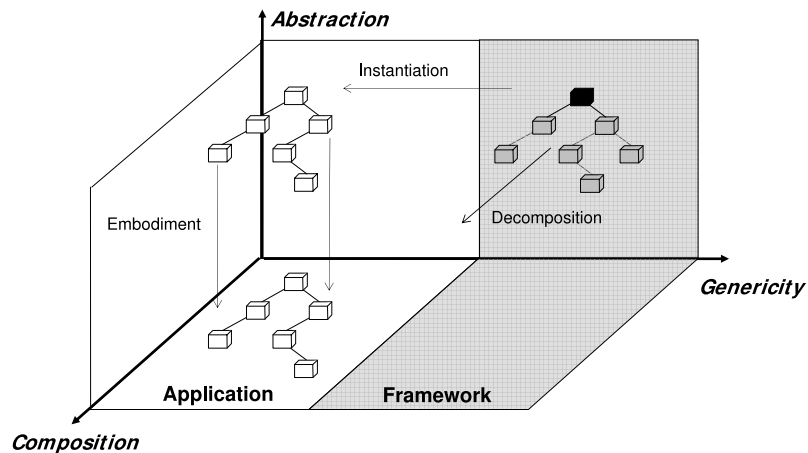 Abstraction
Instantiation
Decomposition
Embodiment
Genericity
Application
Framework
Composition